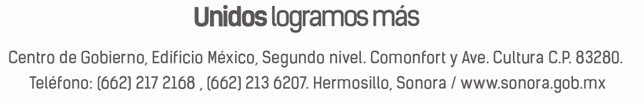 Unidos logramos más
Centro de Gobierno, Edificio México, Segundo nivel. Comonfort y Ave. Cultura C.P. 83280.
Teléfono: (662) 217 2168 , (662) 213 6207. Hermosillo, Sonora / www.sonora.gob.mx